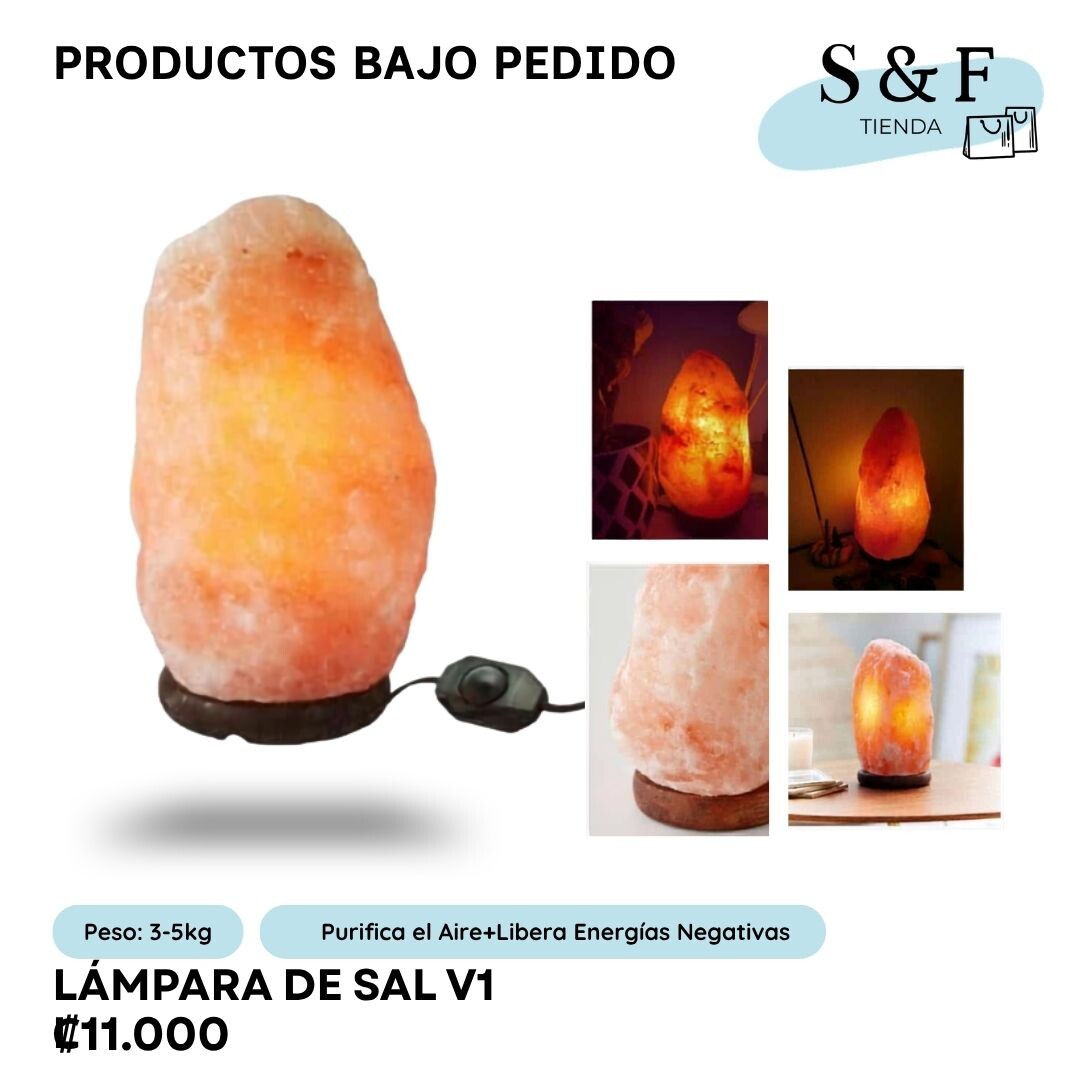 PRODUCTOS BAJO PEDIDO
S & F
TIENDA
Peso: 3-5kg
Purifica el Aire+Libera Energías Negativas
LÁMPARA DE SAL V1
₡11.000